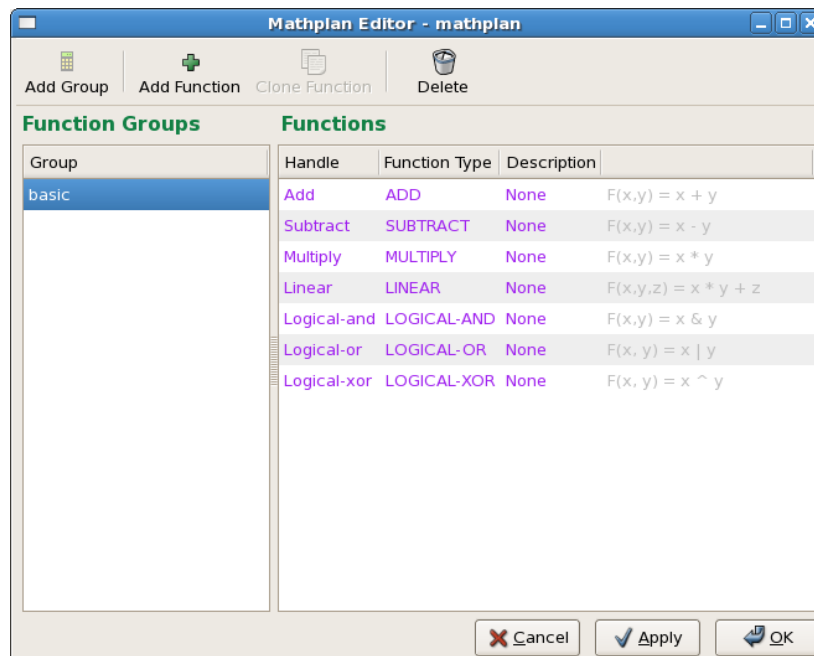 Mathplan Editor - mathplan
Add Group Add Function Clone Function Delete
Function Groups
Group
basic
Functions
Handle Function Type Description
Add ADD None F(x,y) = x + y
Subtract SUBTRACT None F(x,y) = x - y
Multiply MULTIPLY None F(x,y) = x * y
Linear LINEAR None F(x,y,z) = x * y + z
Logical-and LOGICAL-AND None F(x,y) = x & y
Logical-or LOGICAL-OR None F(x, y) = x | y
Logical-xor LOGICAL-XOR None F(x, y) = x ^ y
Cancel Apply OK